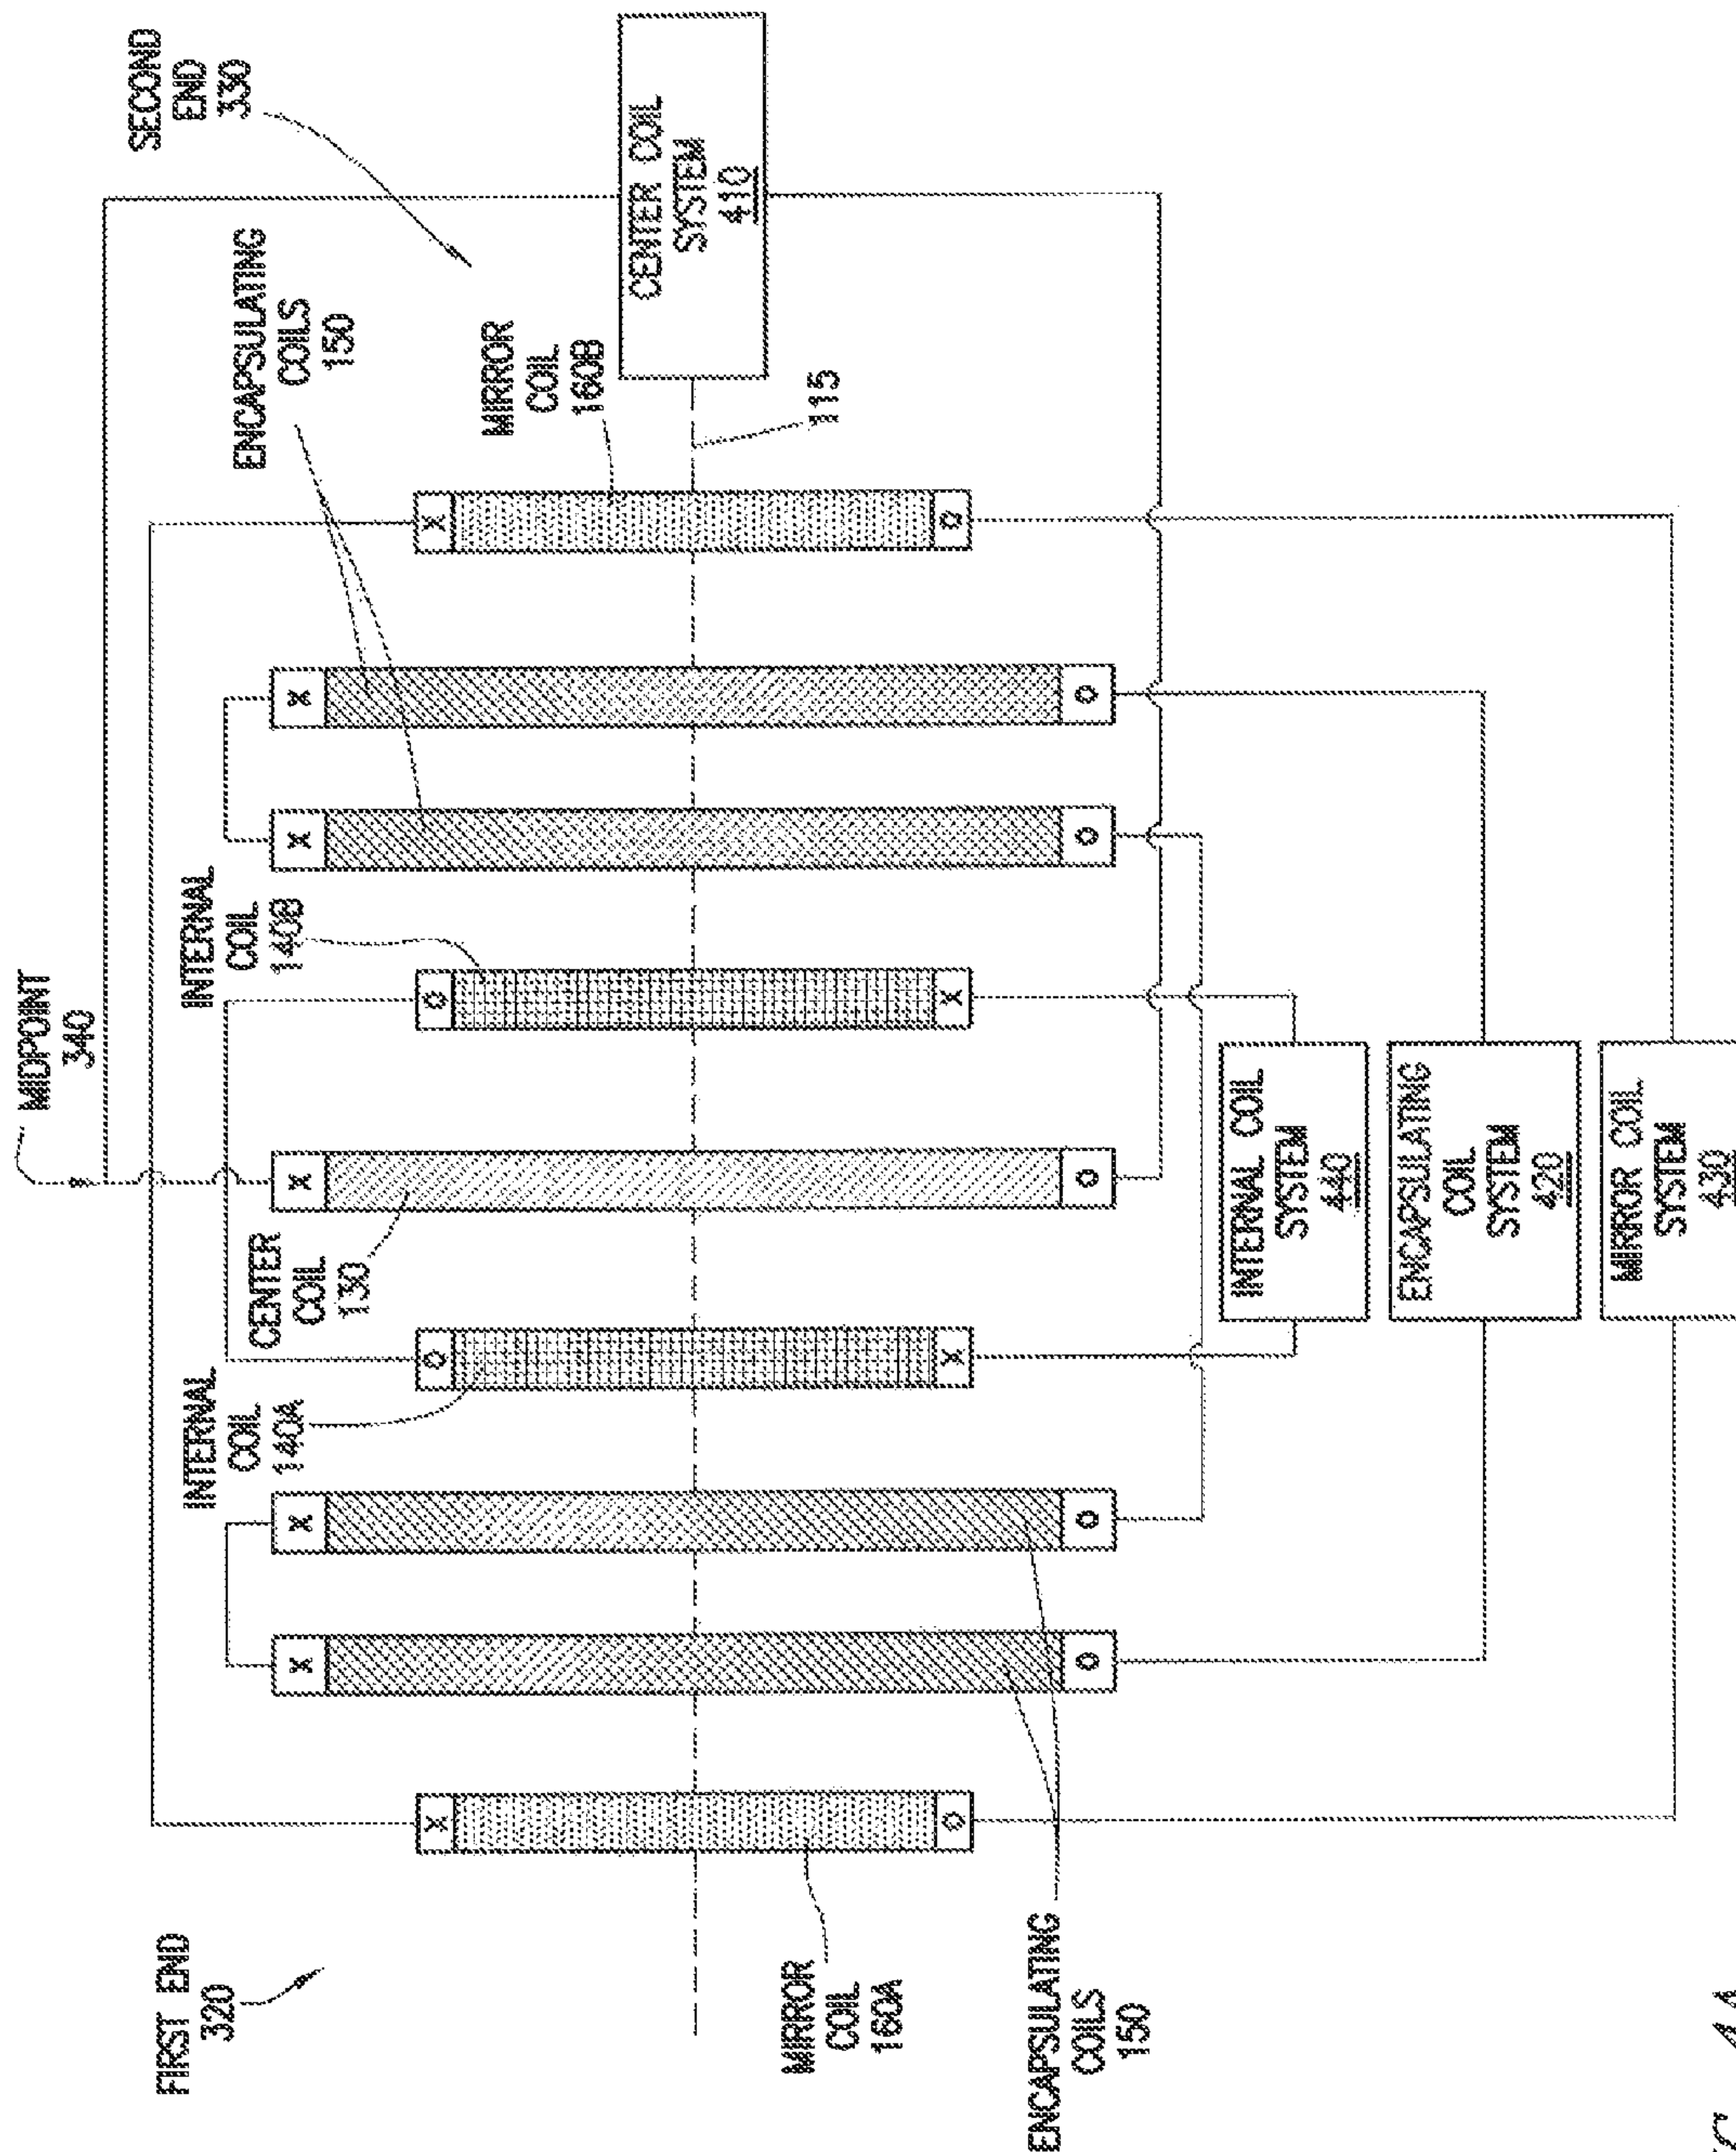 MIDPOINT
340
SECOND
END
330
ENCAPSULATING
COILS
150
MIRROR
COIL
160B
CENTER COIL
SYSTEM
410
115
INTERNAL
COIL
140B
CENTER
COIL
130
INTERNAL
COIL
140A
FIRST END
320
MIRROR
COIL
160A
ENCAPSULATING
COILS
150
X
X
X
O
X
O
X
X
X
O
O
O
X
O
X
O
O
O
INTERNAL COIL
SYSTEM
440
ENCAPSULATING
COIL
SYSTEM
420
MIRROR COIL
SYSTEM
430
4A